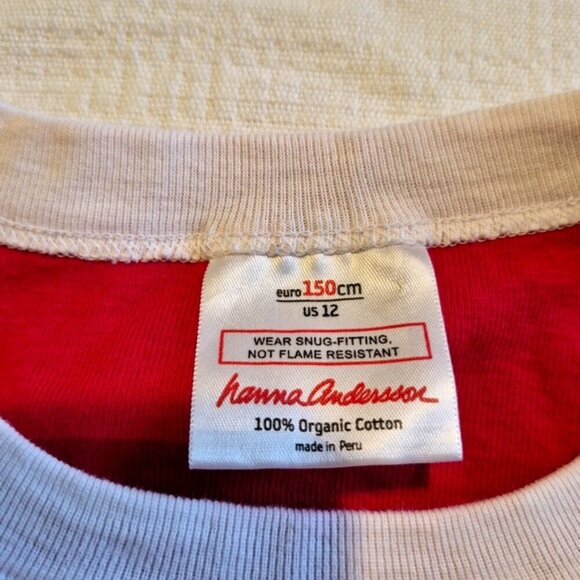 euro 150cm
US 12
WEAR SNUG-FITTING,
NOT FLAME RESISTANT
hanna andersson
100% Organic Cotton
made in Peru